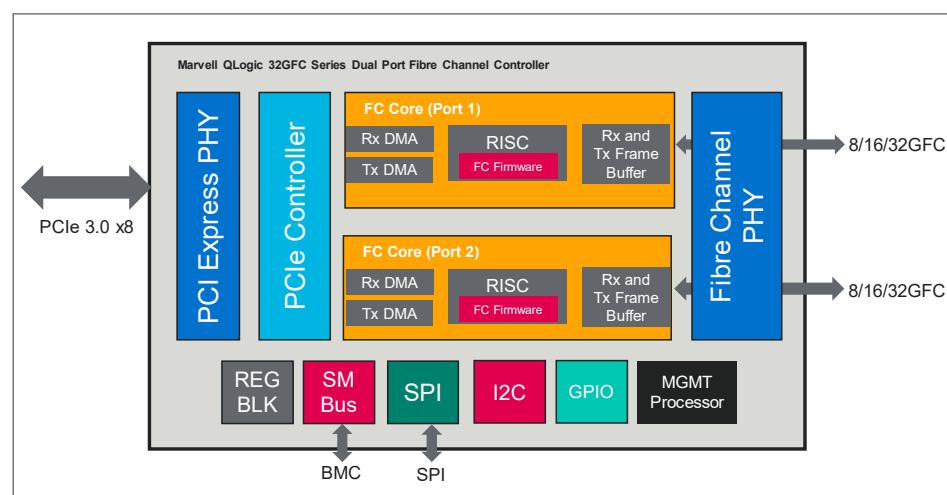 Marvell QLogic 32GFC Series Dual Port Fibre Channel Controller
PCI Express PHY
PCIe Controller
FC Core (Port 1)
Rx DMA
Tx DMA
RISC
FC Firmware
Rx and
Tx Frame
Buffer
FC Core (Port 2)
Rx DMA
Tx DMA
RISC
FC Firmware
Rx and
Tx Frame
Buffer
Fibre Channel
PHY
8/16/32GFC
8/16/32GFC
PCIe 3.0 x8
REG
BLK
SM
Bus
SPI
I2C
GPIO
MGMT
Processor
BMC
SPI